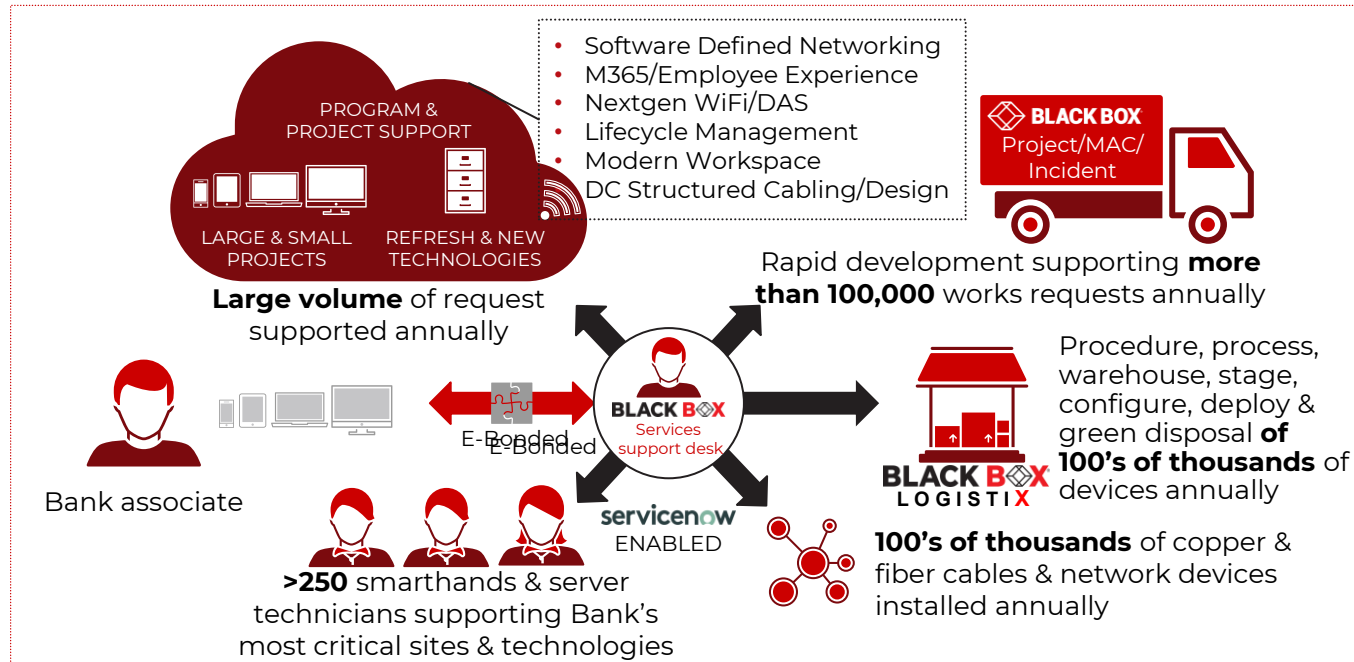 PROGRAM &
PROJECT SUPPORT
LARGE & SMALL
PROJECTS
REFRESH & NEW
TECHNOLOGIES
Large volume of request
supported annually
• Software Defined Networking
• M365/Employee Experience
• Nextgen WiFi/DAS
• Lifecycle Management
• Modern Workspace
• DC Structured Cabling/Design
BLACK BOX
Project/MAC/
Incident
Rapid development supporting more
than 100,000 works requests annually
Bank associate
E-Bonded
E-Bonded
BLACK BOX
Services
support desk
BLACK BOX
LOGISTIX
Procedure, process,
warehouse, stage,
configure, deploy &
green disposal of
100's of thousands of
devices annually
servicenow
ENABLED
>250 smarthands & server
technicians supporting Bank's
most critical sites & technologies
100's of thousands of copper &
fiber cables & network devices
installed annually